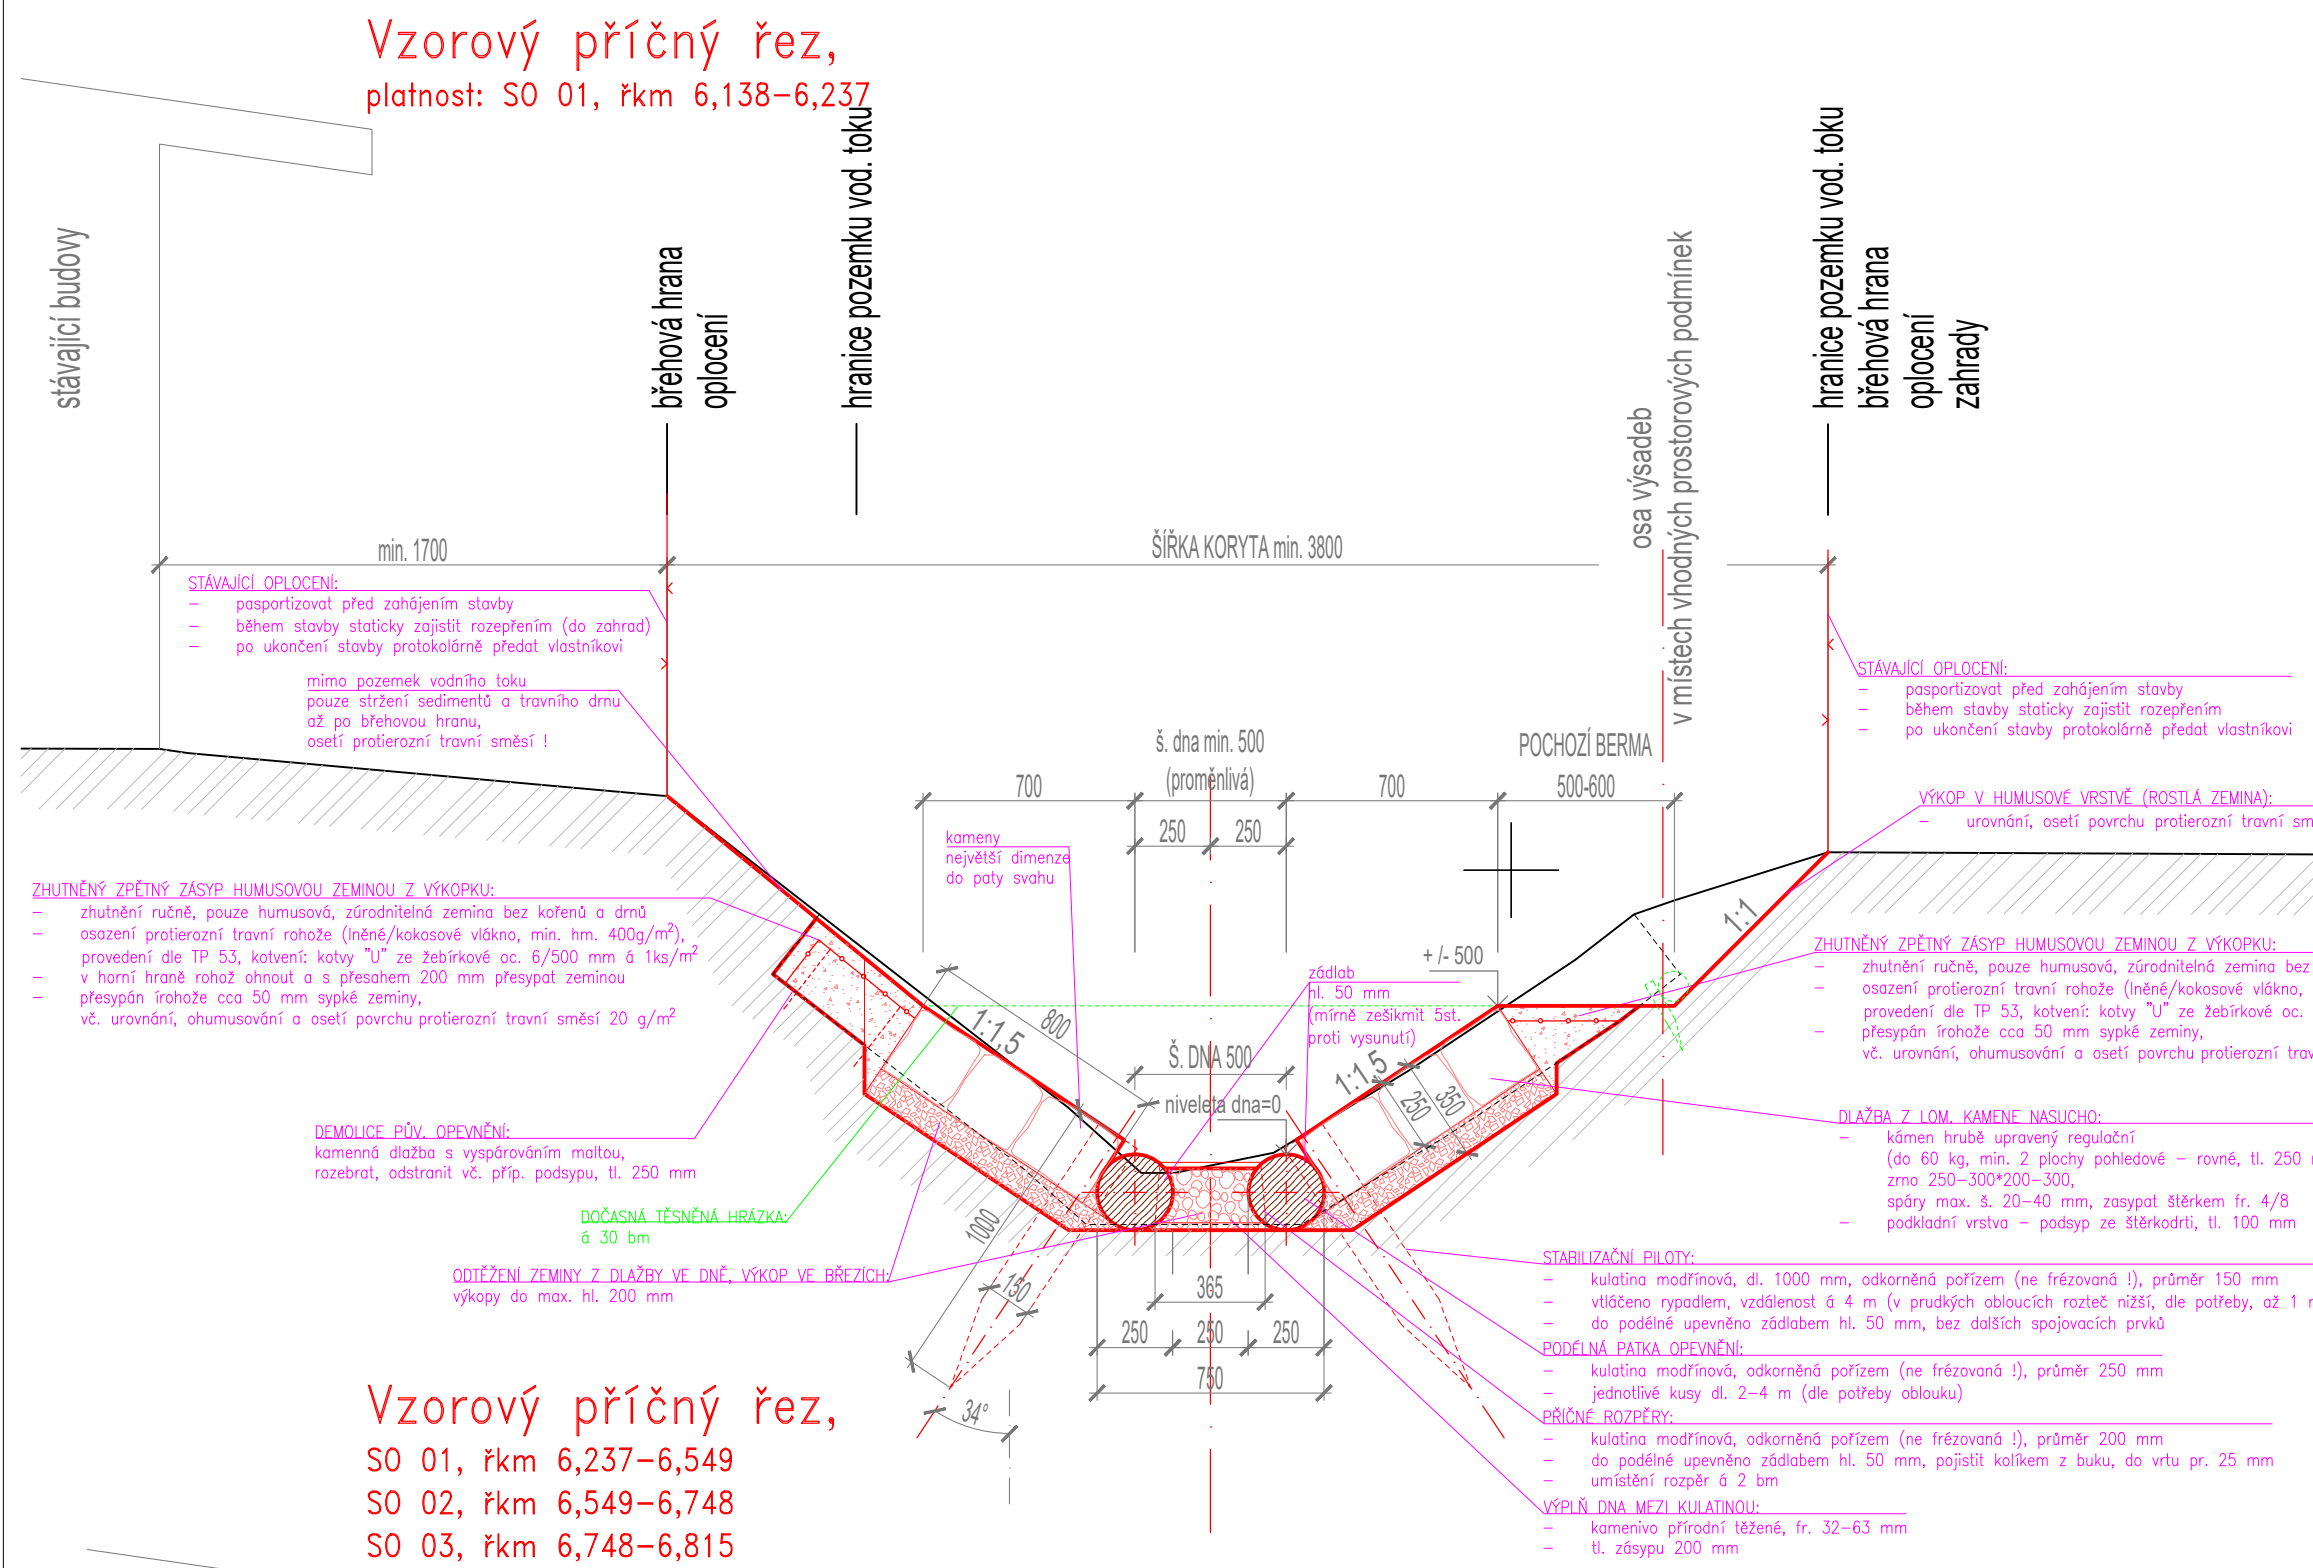 Vzorový příčný řez,
platnost: SO 01, řkm 6,138–6,237
stávající budovy
břehová hrana
oplocení
hranice pozemku vod. toku
osa výsadeb
v místech vhodných prostorových podmínek
hranice pozemku vod. toku
břehová hrana
oplocení
zahrady
min. 1700
ŠÍŘKA KORYTA min. 3800
STÁVAJÍCÍ OPLOCENÍ:
– pasportizovat před zahájením stavby
– během stavby staticky zajistit rozepřením (do zahrad)
– po ukončení stavby protokolárně předat vlastníkovi
mimo pozemek vodního toku
pouze stržení sedimentů a travního drnu
až po břehovou hranu,
osetí protierozní travní směsí !
STÁVAJÍCÍ OPLOCENÍ:
– pasportizovat před zahájením stavby
– během stavby staticky zajistit rozepřením
– po ukončení stavby protokolárně předat vlastníkovi
š. dna min. 500
(proměnlivá)
POCHOZÍ BERMA
700
700
500-600
250
250
VÝKOP V HUMUSOVÉ VRSTVĚ (ROSTLÁ ZEMINA):
– urovnání, osetí povrchu protierozní travní sm
kameny
největší dimenze
do paty svahu
ZHUTNĚNÝ ZPĚTNÝ ZÁSYP HUMUSOVOU ZEMINOU Z VÝKOPKU:
– zhutnění ručně, pouze humusová, zúrodnitelná zemina bez kořenů a drnů
– osazení protierozní travní rohože (lněné/kokosové vlákno, min. hm. 400g/m²),
provedení dle TP 53, kotvení: kotvy "U" ze žebírkové oc. 6/500 mm á 1ks/m²
– v horní hraně rohož ohnout a s přesahem 200 mm přesypat zeminou
– přesypán írohože cca 50 mm sypké zeminy,
vč. urovnání, ohumusování a osetí povrchu protierozní travní směsí 20 g/m²
1:1
+ /- 500
zádlab
hl. 50 mm
(mírně zešikmit 5st.
proti vysunutí)
ZHUTNĚNÝ ZPĚTNÝ ZÁSYP HUMUSOVOU ZEMINOU Z VÝKOPKU:
– zhutnění ručně, pouze humusová, zúrodnitelná zemina bez
– osazení protierozní travní rohože (lněné/kokosové vlákno,
provedení dle TP 53, kotvení: kotvy "U" ze žebírkové oc.
– přesypán írohože cca 50 mm sypké zeminy,
vč. urovnání, ohumusování a osetí povrchu protierozní trav
1:1,5
800
Š. DNA 500
1:1,5
250
350
niveleta dna=0
DLAŽBA Z LOM. KAMENE NASUCHO:
– kámen hrubě upravený regulační
(do 60 kg, min. 2 plochy pohledové – rovné, tl. 250
zrno 250–300*200–300,
spáry max. š. 20–40 mm, zasypat štěrkem fr. 4/8
– podkladní vrstva – podsyp ze štěrkodrti, tl. 100 mm
DEMOLICE PŮV. OPEVNĚNÍ:
kamenná dlažba s vyspárováním maltou,
rozebrat, odstranit vč. příp. podsypu, tl. 250 mm
DOČASNÁ TĚSNĚNÁ HRÁZKA:
á 30 bm
1000
150
ODTĚŽENÍ ZEMINY Z DLAŽBY VE DNĚ, VÝKOP VE BŘEZÍCH:
výkopy do max. hl. 200 mm
365
250
250
250
750
34°
STABILIZAČNÍ PILOTY:
– kulatina modřínová, dl. 1000 mm, odkorněná pořízem (ne frézovaná !), průměr 150 mm
– vtláčeno rypadlem, vzdálenost á 4 m (v prudkých obloucích rozteč nižší, dle potřeby, až 1
– do podélné upevněno zádlabem hl. 50 mm, bez dalších spojovacích prvků
PODÉLNÁ PATKA OPEVNĚNÍ:
– kulatina modřínová, odkorněná pořízem (ne frézovaná !), průměr 250 mm
– jednotlivé kusy dl. 2–4 m (dle potřeby oblouku)
PŘÍČNÉ ROZPĚRY:
– kulatina modřínová, odkorněná pořízem (ne frézovaná !), průměr 200 mm
– do podélné upevněno zádlabem hl. 50 mm, pojistit kolíkem z buku, do vrtu pr. 25 mm
– umístění rozpěr á 2 bm
VÝPLŇ DNA MEZI KULATINOU:
– kamenivo přírodní těžené, fr. 32–63 mm
– tl. zásypu 200 mm
Vzorový příčný řez,
SO 01, řkm 6,237–6,549
SO 02, řkm 6,549–6,748
SO 03, řkm 6,748–6,815